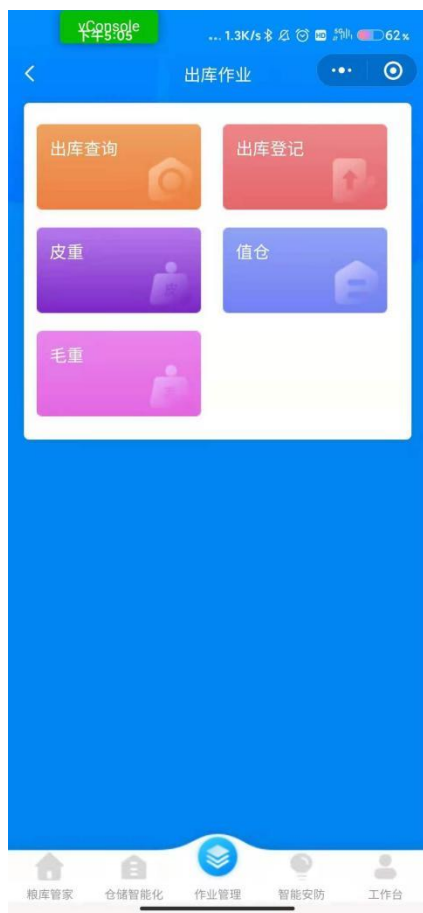 vConsole
下午5:05
... 1.3K/s
HD
62%
出库作业
出库查询
出库登记
皮重
值仓
毛重
粮库管家
仓储智能化
作业管理
智能安防
工作台